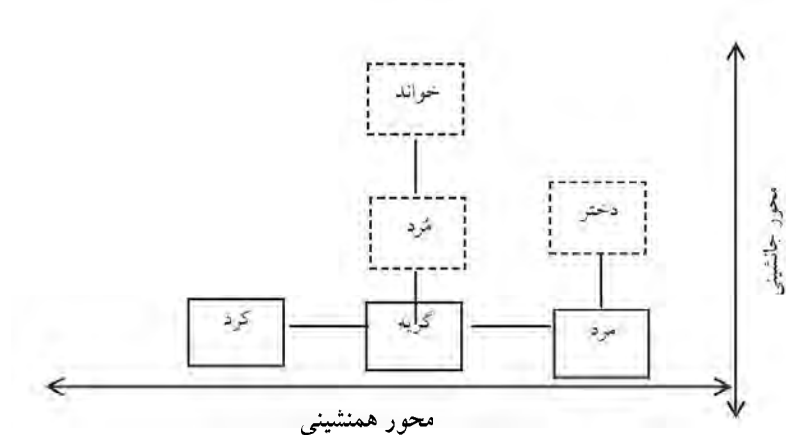 خواند
مُرد
دختر
مرد
گریه
کرد
محور جانشینی
محور همنشینی